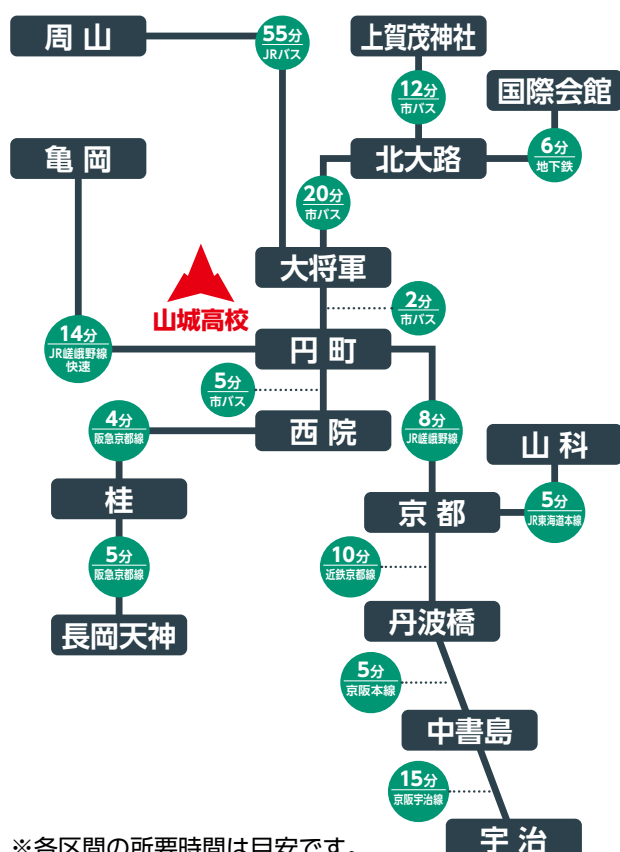 周山
55分
JRバス
上賀茂神社
12分
市バス
国際会館
亀岡
北大路
6分
地下鉄
20分
市バス
大将軍
山城高校
2分
市バス
14分
JR嵯峨野線
快速
円町
5分
市バス
4分
阪急京都線
西院
8分
JR嵯峨野線
山科
桂
京都
5分
JR東海道本線
5分
阪急京都線
10分
近鉄京都線
長岡天神
丹波橋
5分
京阪本線
中書島
15分
京阪宇治線
宇治
※各区間の所要時間は目安です。